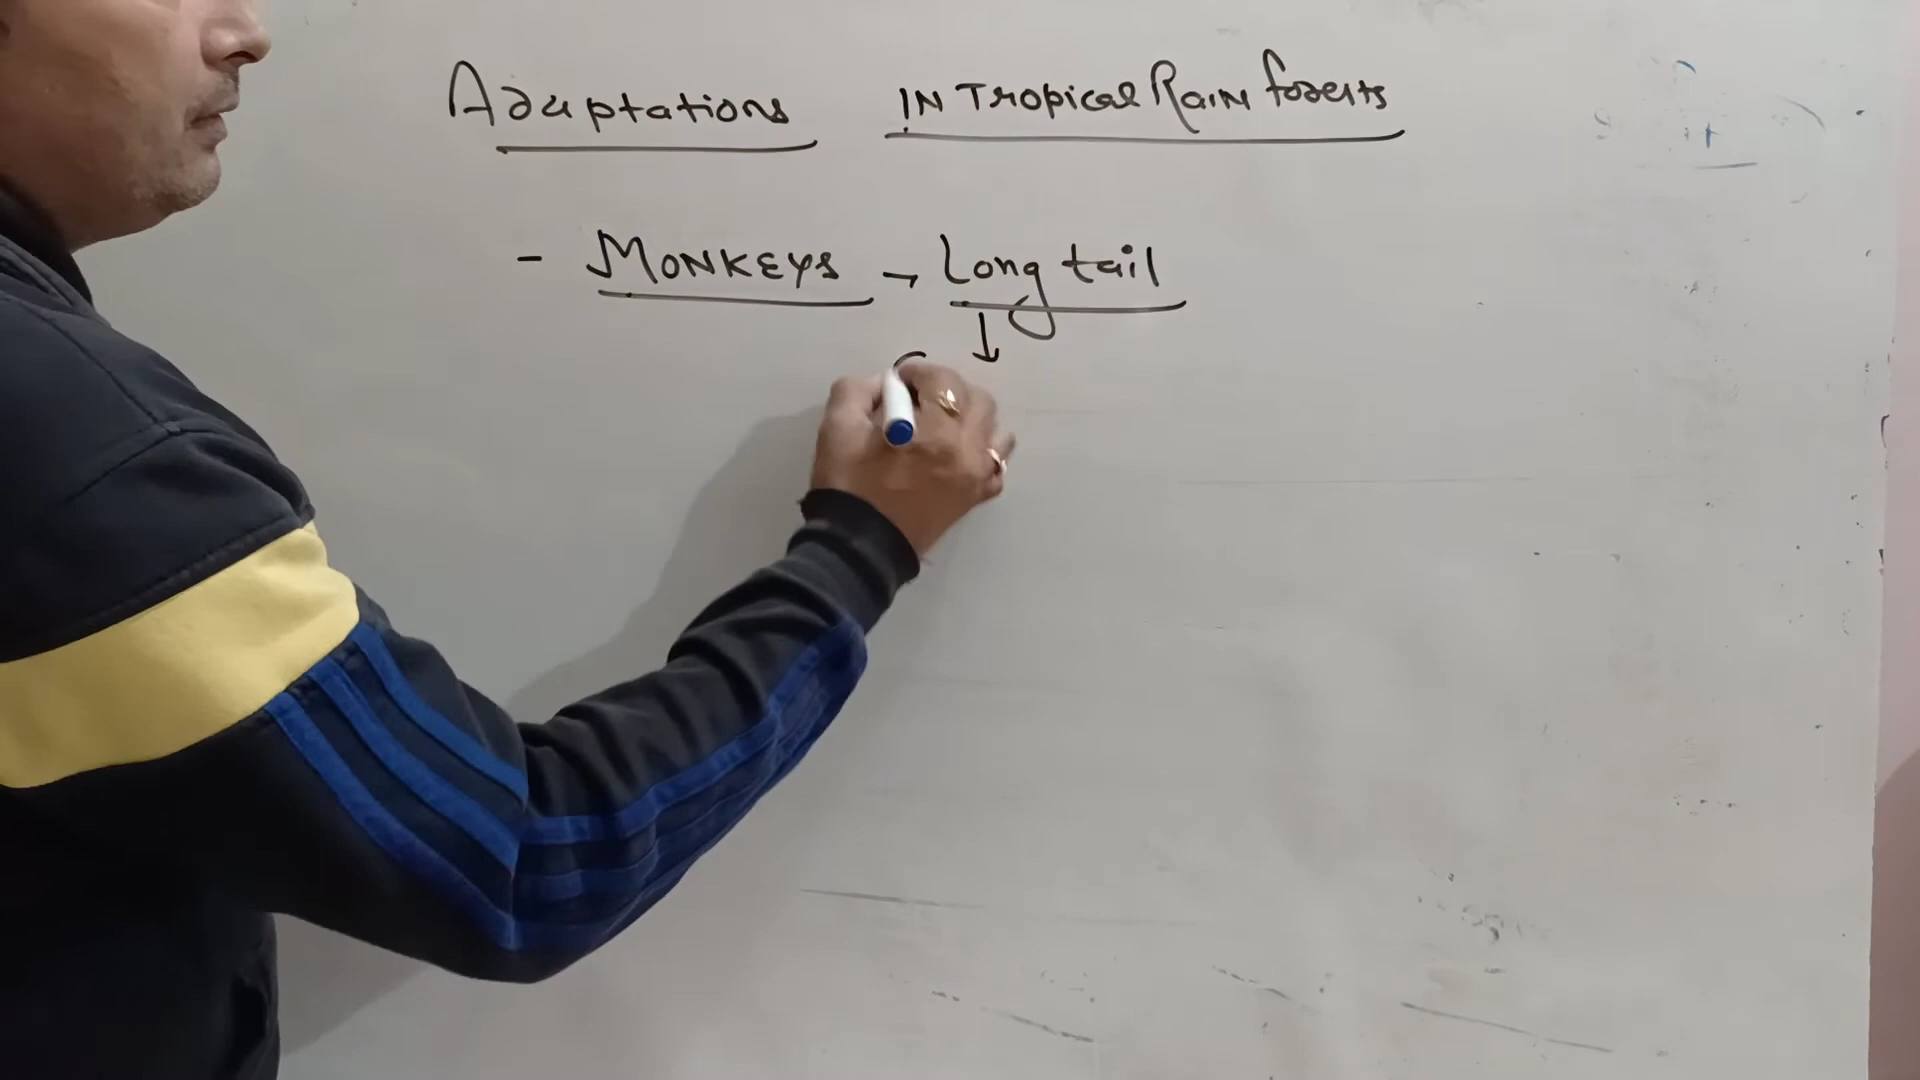 Adaptations IN Tropical Rain forests
- MONKEYS → Long tail
↓